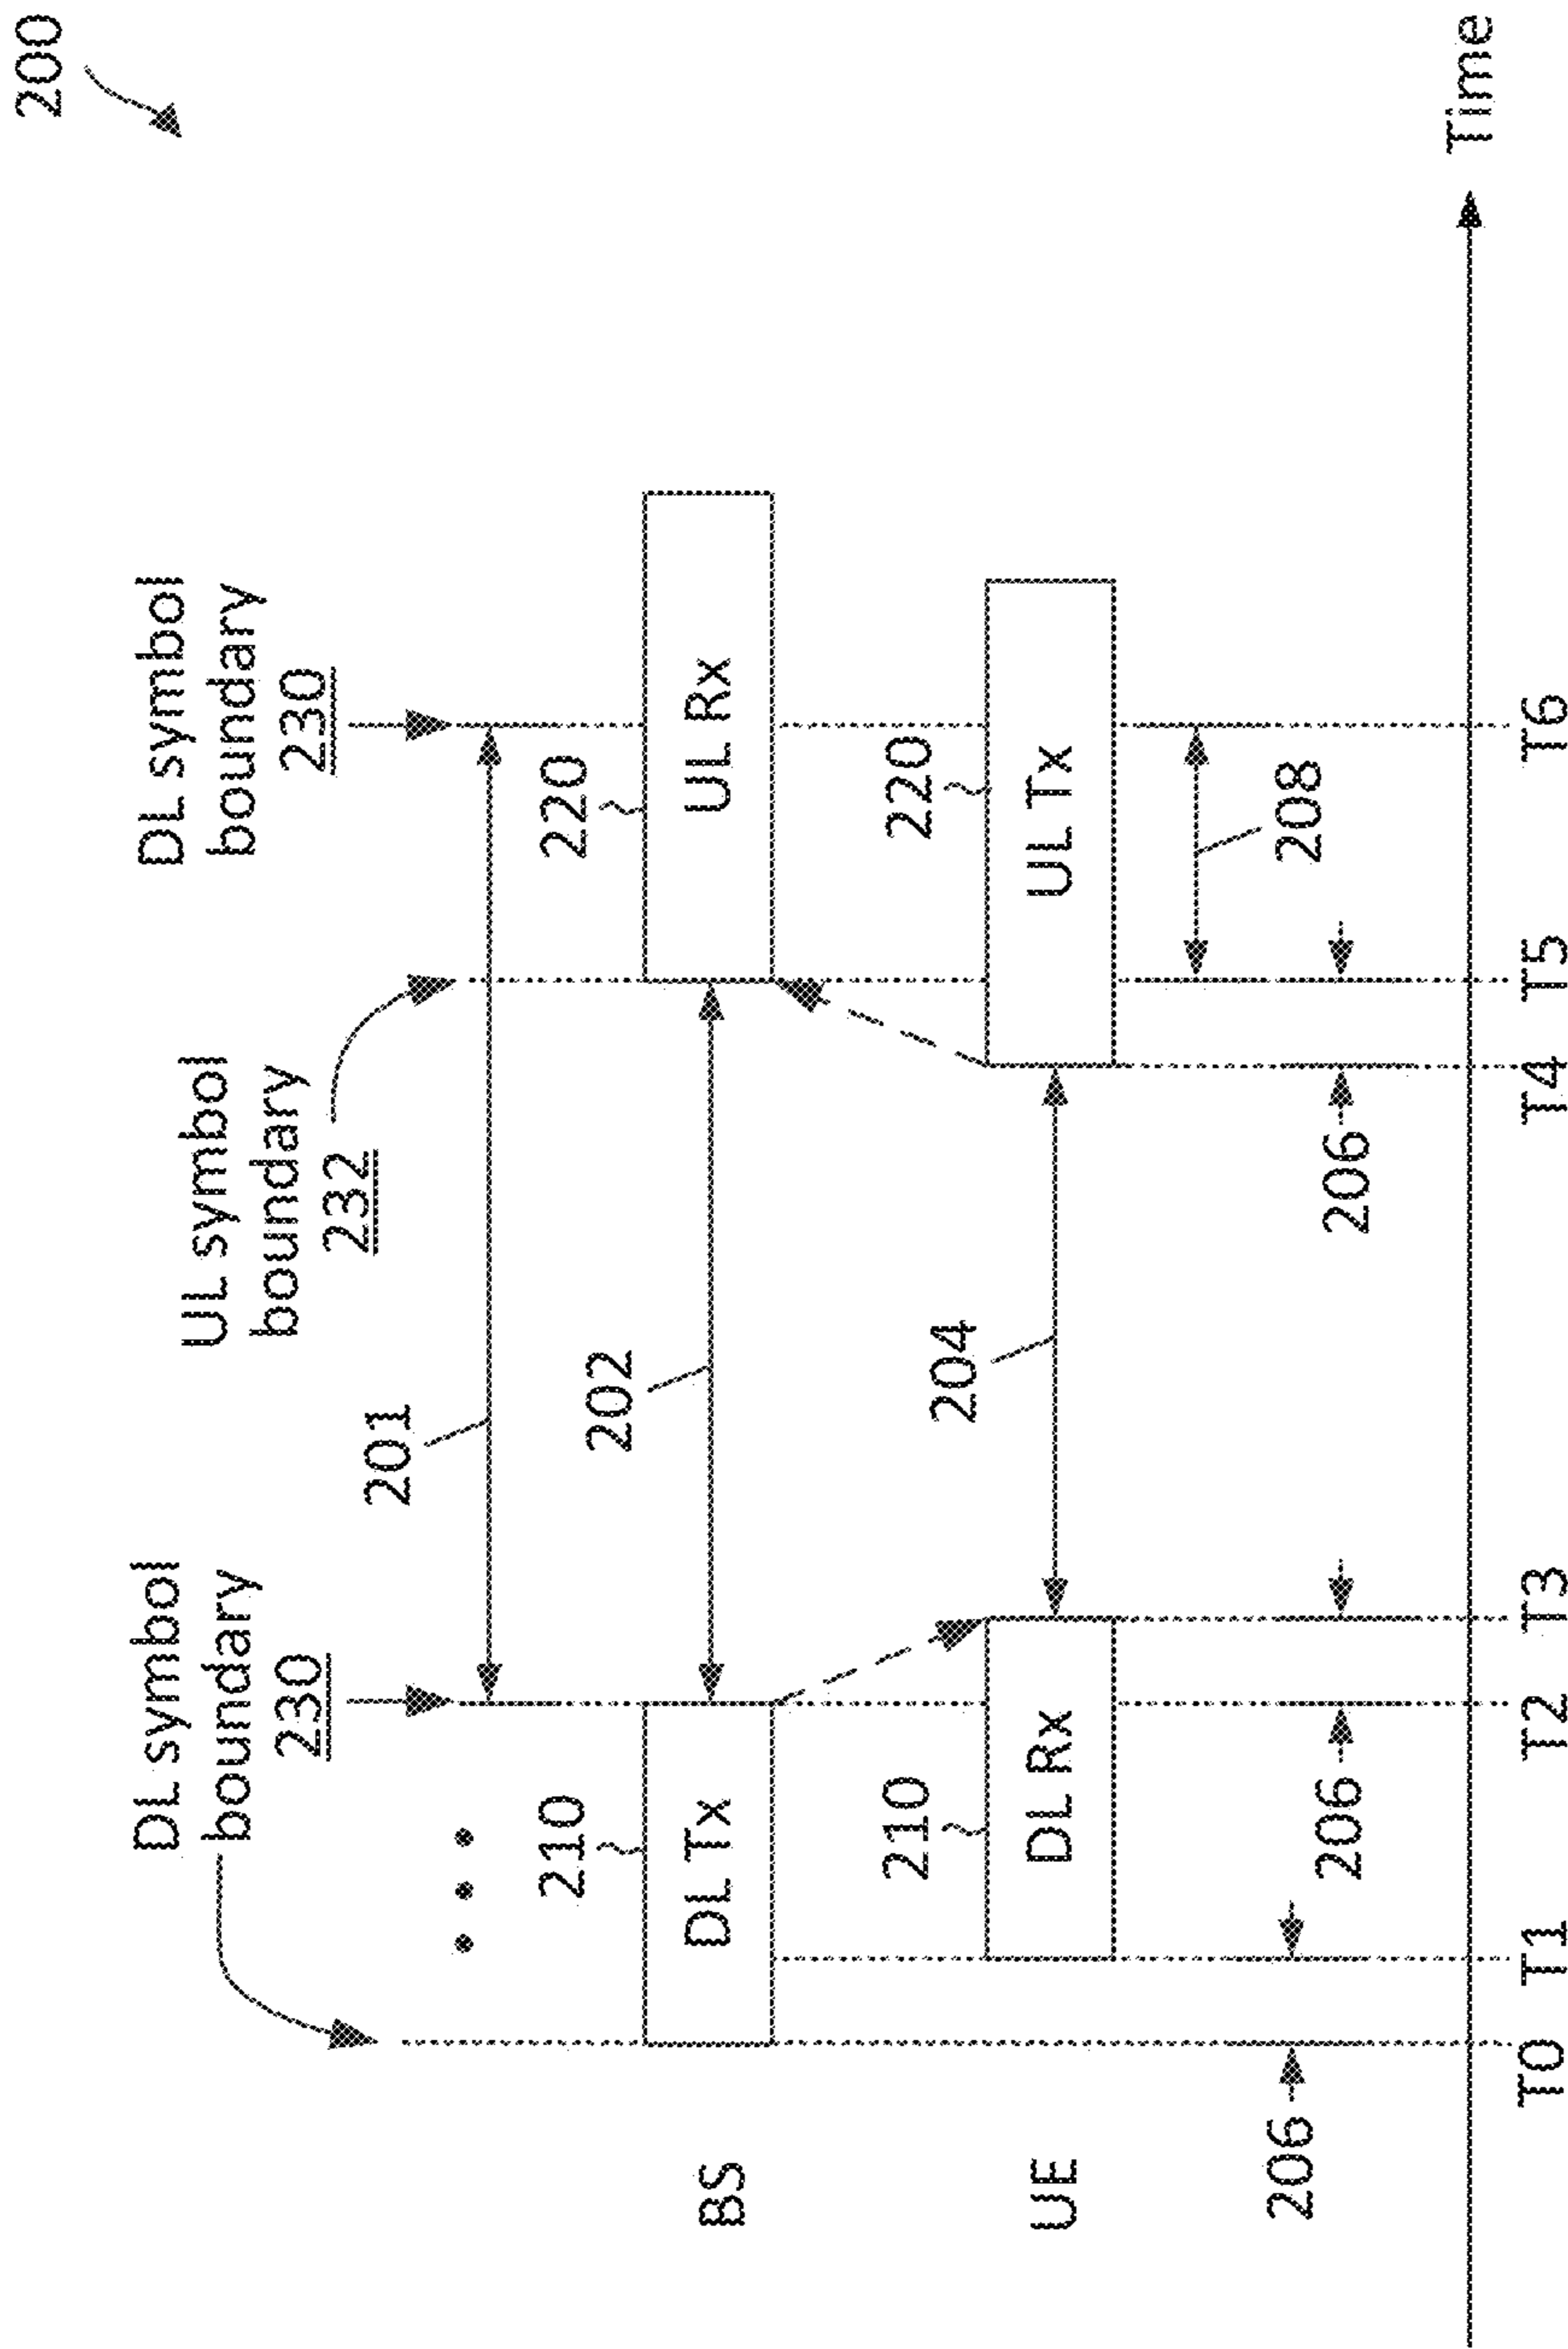 200
DL symbol
boundary
230
UL symbol
boundary
232
DL symbol
boundary
230
201
210
202
220
BS
DL Tx
UL Rx
210
204
220
UE
DL Rx
UL Tx
208
206
206
206
T0
T1
T2
T3
T4
T5
T6
Time